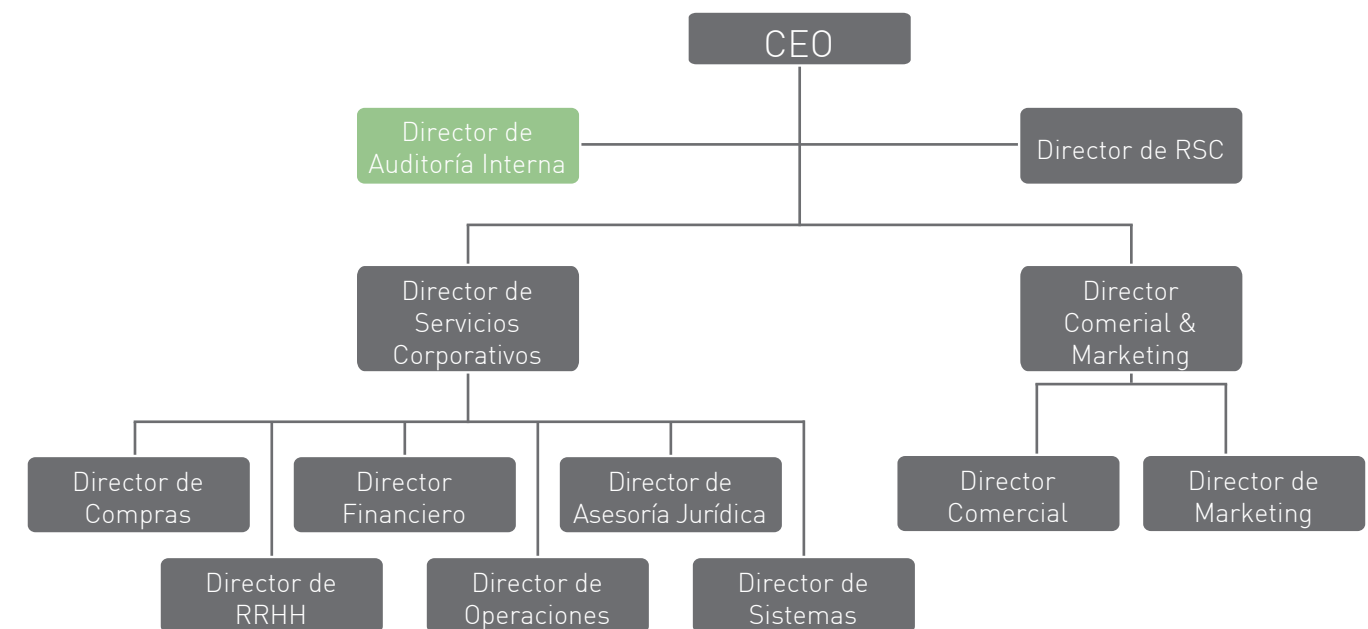 CEO
Director de
Auditoría Interna
Director de RSC
Director de
Servicios
Corporativos
Director
Comerial &
Marketing
Director de
Compras
Director
Financiero
Director de
Asesoría Jurídica
Director
Comercial
Director de
Marketing
Director de
RRHH
Director de
Operaciones
Director de
Sistemas